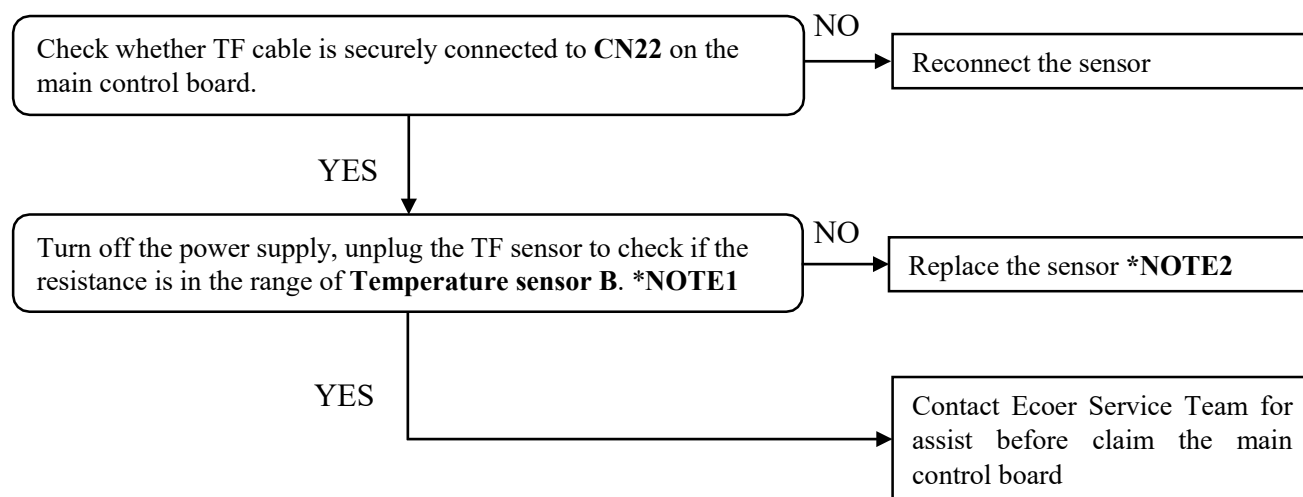 NO
Check whether TF cable is securely connected to CN22 on the
main control board.
Reconnect the sensor
YES
NO
Turn off the power supply, unplug the TF sensor to check if the
resistance is in the range of Temperature sensor B. *NOTE1
Replace the sensor *NOTE2
YES
Contact Ecoer Service Team for
assist before claim the main
control board